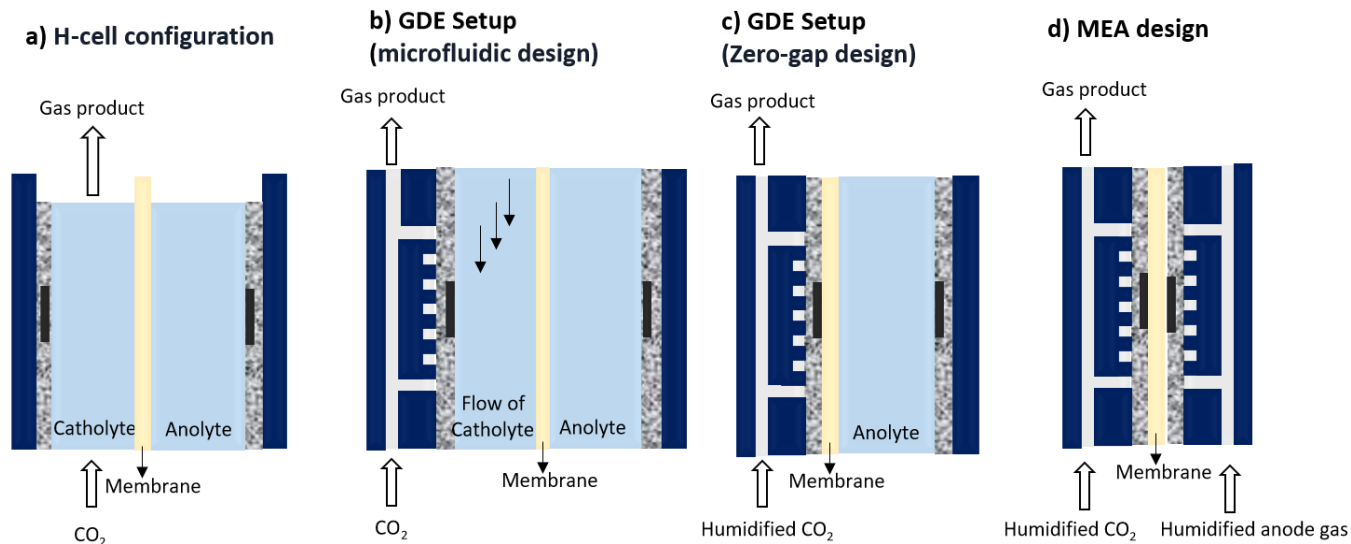 a) H-cell configuration
Gas product
Catholyte
Anolyte
Membrane
CO₂
b) GDE Setup
(microfluidic design)
Gas product
Flow of
Catholyte
Anolyte
Membrane
CO₂
c) GDE Setup
(Zero-gap design)
Gas product
Anolyte
Membrane
Humidified CO₂
d) MEA design
Gas product
Membrane
Humidified CO₂
Humidified anode gas